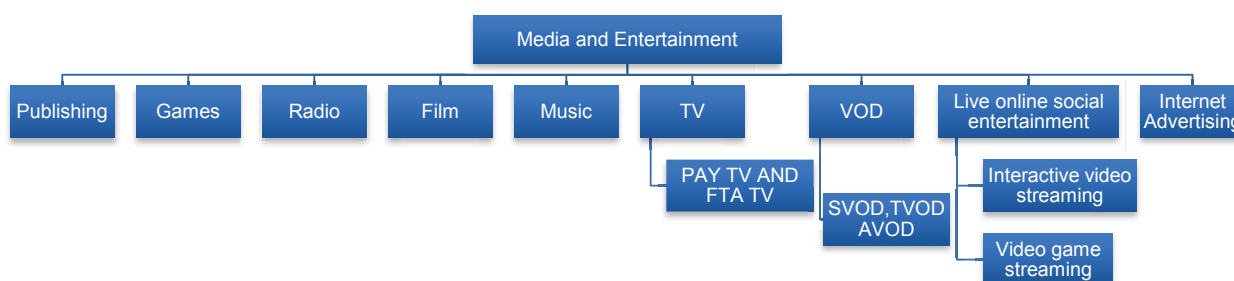 Media and Entertainment
Publishing
Games
Radio
Film
Music
TV
VOD
Live online social
entertainment
Internet
Advertising
PAY TV AND
FTA TV
SVOD,TVOD
AVOD
Interactive video
streaming
Video game
streaming